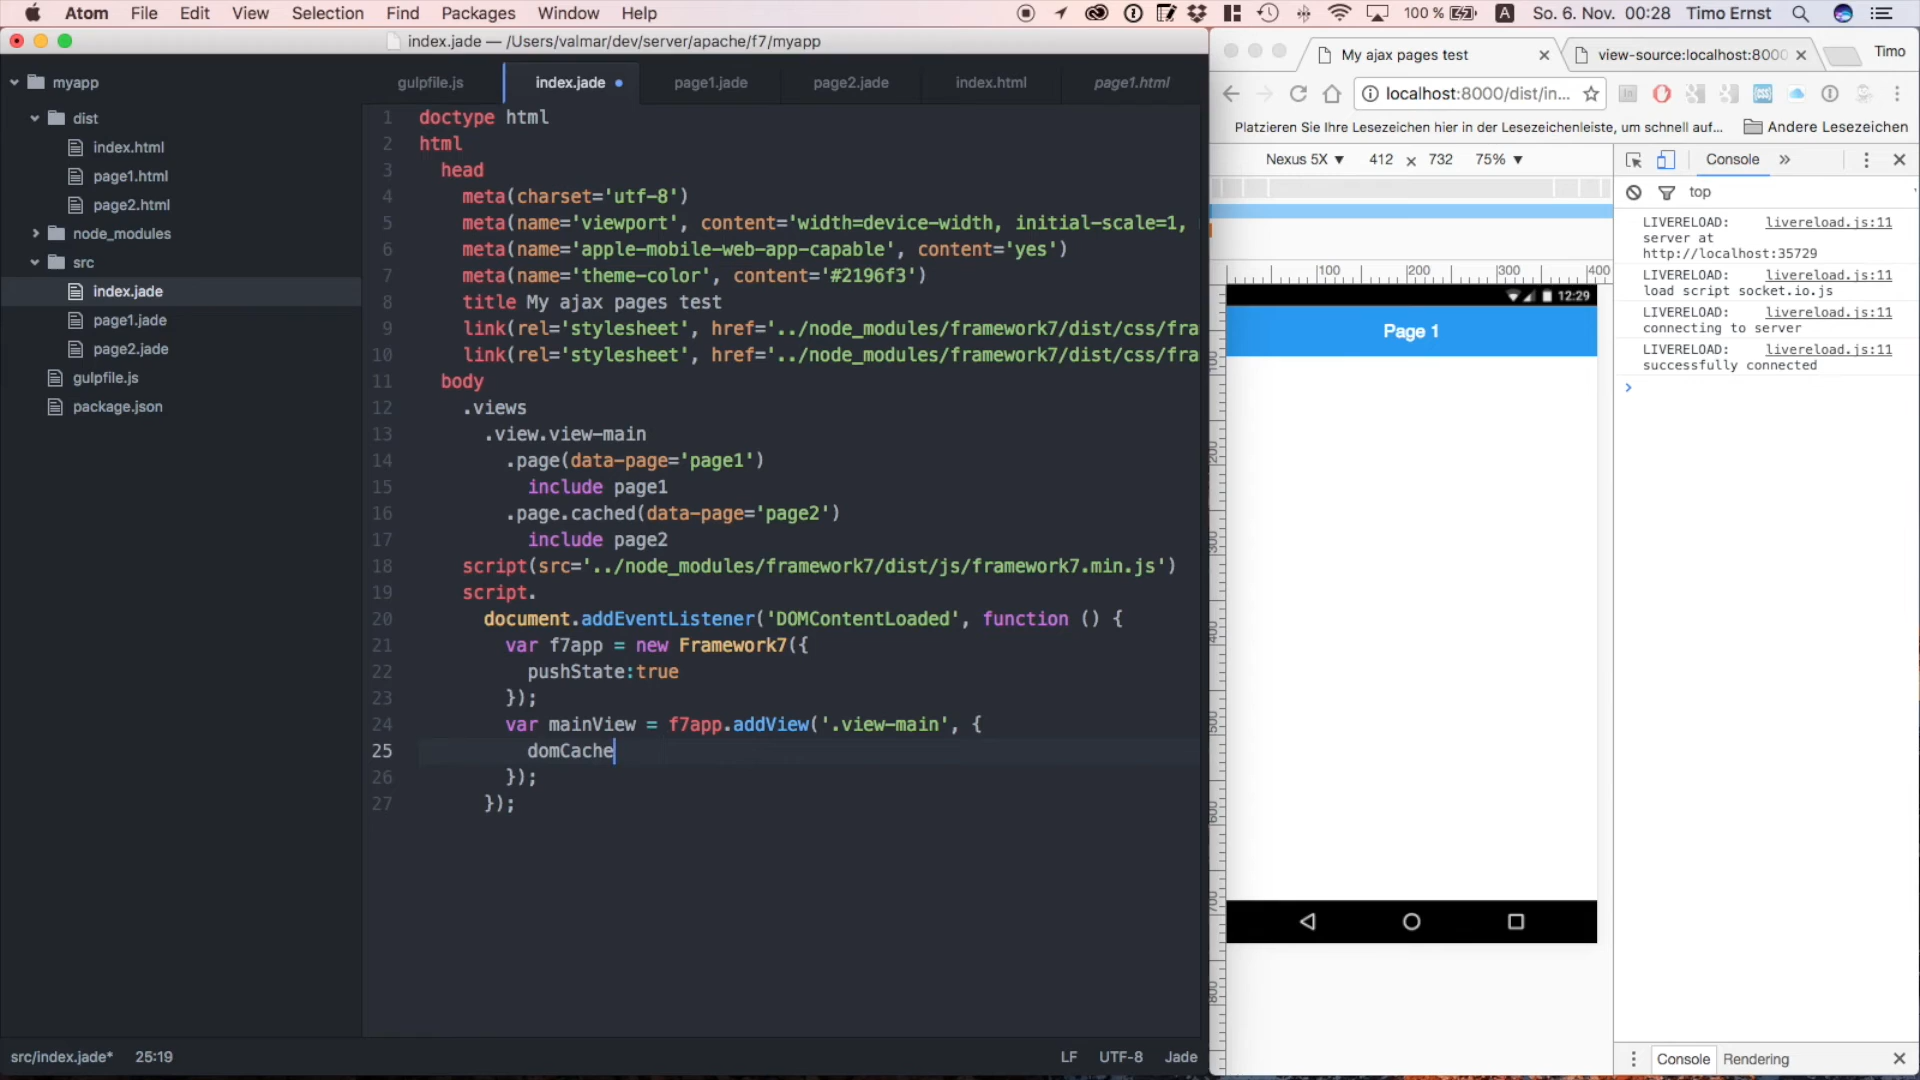 Atom File Edit View Selection Find Packages Window Help 100 % A So. 6. Nov. 00:28 Timo Ernst
index.jade — /Users/valmar/dev/server/apache/f7/myapp
myapp
dist
index.html
page1.html
page2.html
node_modules
src
index.jade
page1.jade
page2.jade
gulpfile.js
package.json
gulpfile.js index.jade page1.jade page2.jade index.html page1.html
1 doctype html
2 html
3 head
4 meta(charset='utf-8')
5 meta(name='viewport', content='width=device-width, initial-scale=1,
6 meta(name='apple-mobile-web-app-capable', content='yes')
7 meta(name='theme-color', content='#2196f3')
8 title My ajax pages test
9 link(rel='stylesheet', href='../node_modules/framework7/dist/css/fra
10 link(rel='stylesheet', href='../node_modules/framework7/dist/css/fra
11 body
12 .views
13 .view.view-main
14 .page(data-page='page1')
15 include page1
16 .page.cached(data-page='page2')
17 include page2
18 script(src='../node_modules/framework7/dist/js/framework7.min.js')
19 script.
20 document.addEventListener('DOMContentLoaded', function () {
21 var f7app = new Framework7({
22 pushState:true
23 });
24 var mainView = f7app.addView('.view-main', {
25 domCache
26 });
27 });
src/index.jade* 25:19 LF UTF-8 Jade
My ajax pages test view-source:localhost:8000 Timo
localhost:8000/dist/in...
Platzieren Sie Ihre Lesezeichen hier in der Lesezeichenleiste, um schnell auf... Andere Lesezeichen
Nexus 5X ▼ 412 × 732 75% ▼
100 200 300 400
100
200
300
400
500
600
700
800
12:29
Page 1
Console »
top
LIVERELOAD: livereload.js:11
server at
http://localhost:35729
LIVERELOAD: livereload.js:11
load script socket.io.js
LIVERELOAD: livereload.js:11
connecting to server
LIVERELOAD: livereload.js:11
successfully connected
Console Rendering